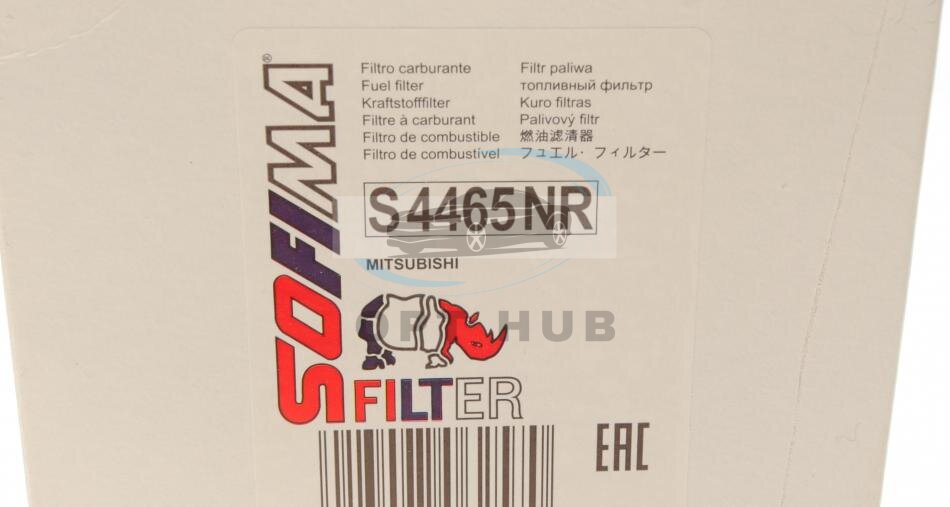 SOFIMA®
Filtro carburante
Fuel filter
Kraftstofffilter
Filtre à carburant
Filtro de combustible
Filtro de combustível
Filtr paliwa
топливный фильтр
Kuro filtras
Palivový filtr
燃油滤清器
フュエル・フィルター
S4465NR
MITSUBISHI
OPT HUB
FILTER
EAC